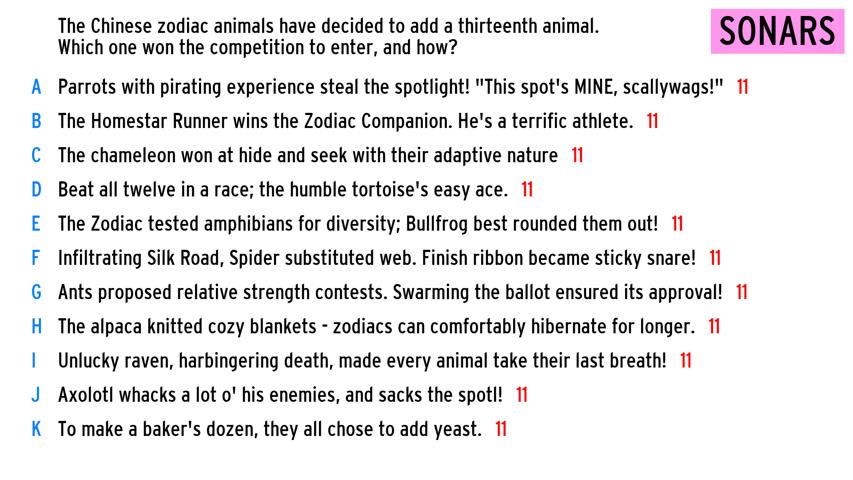 The Chinese zodiac animals have decided to add a thirteenth animal.
Which one won the competition to enter, and how?
SONARS
A Parrots with pirating experience steal the spotlight! "This spot's MINE, scallywags!" 11
B The Homestar Runner wins the Zodiac Companion. He's a terrific athlete. 11
C The chameleon won at hide and seek with their adaptive nature 11
D Beat all twelve in a race; the humble tortoise's easy ace. 11
E The Zodiac tested amphibians for diversity; Bullfrog best rounded them out! 11
F Infiltrating Silk Road, Spider substituted web. Finish ribbon became sticky snare! 11
G Ants proposed relative strength contests. Swarming the ballot ensured its approval! 11
H The alpaca knitted cozy blankets - zodiacs can comfortably hibernate for longer. 11
I Unlucky raven, harbingering death, made every animal take their last breath! 11
J Axolotl whacks a lot o' his enemies, and sacks the spotl! 11
K To make a baker's dozen, they all chose to add yeast. 11